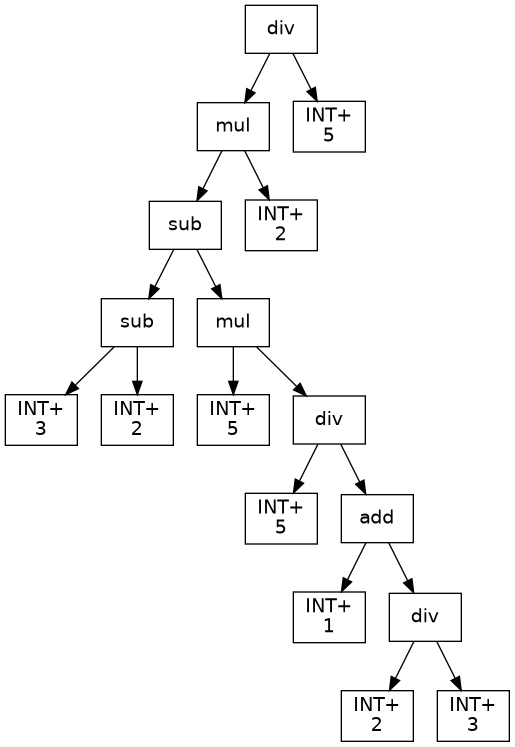 div
mul
INT+
5
sub
INT+
2
sub
mul
INT+
3
INT+
2
INT+
5
div
INT+
5
add
INT+
1
div
INT+
2
INT+
3